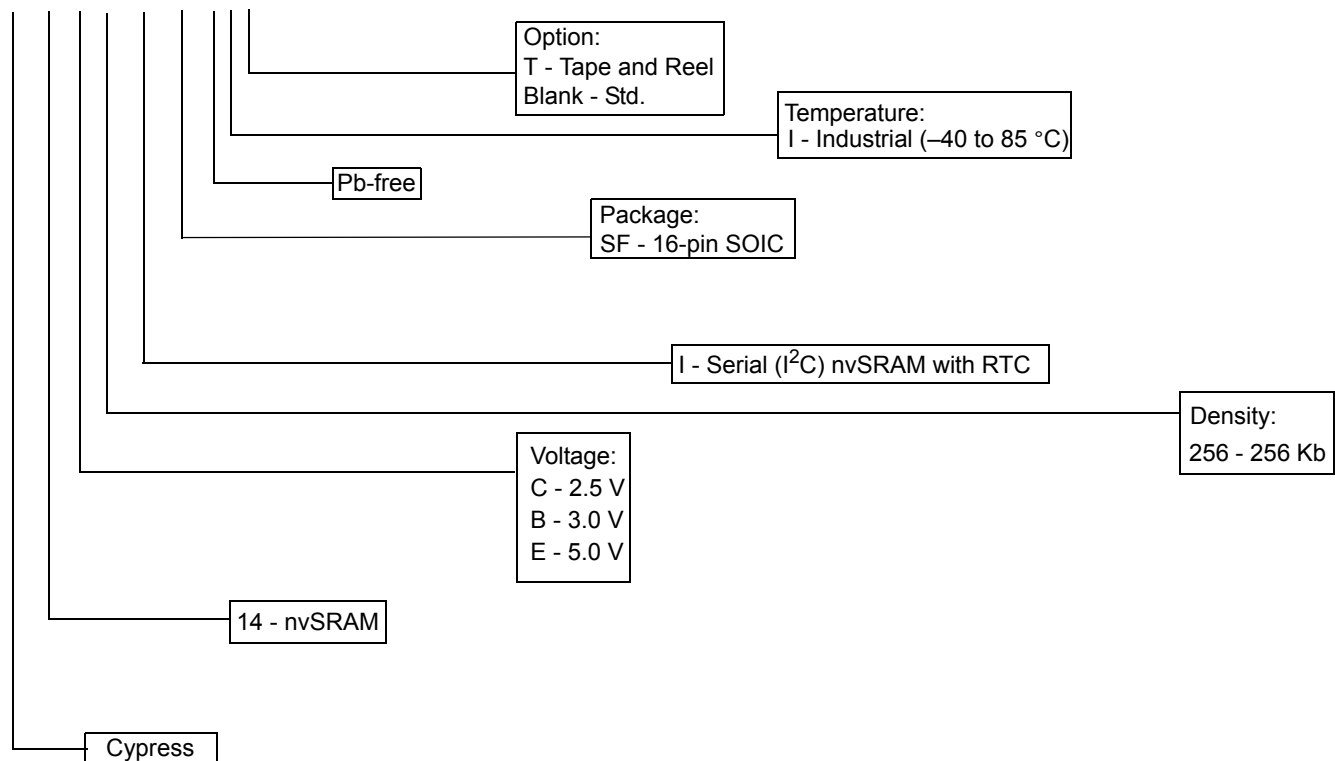 Option:
T - Tape and Reel
Blank - Std.
Temperature:
I - Industrial (–40 to 85 °C)
Pb-free
Package:
SF - 16-pin SOIC
I - Serial (I²C) nvSRAM with RTC
Density:
256 - 256 Kb
Voltage:
C - 2.5 V
B - 3.0 V
E - 5.0 V
14 - nvSRAM
Cypress